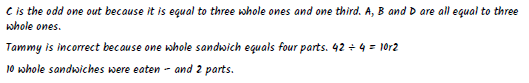 C is the odd one out because it is equal to three whole ones and one third. A, B and D are all equal to three
whole ones.
Tammy is incorrect because one whole sandwich equals four parts. 42 ÷ 4 = 10r2
10 whole sandwiches were eaten – and 2 parts.